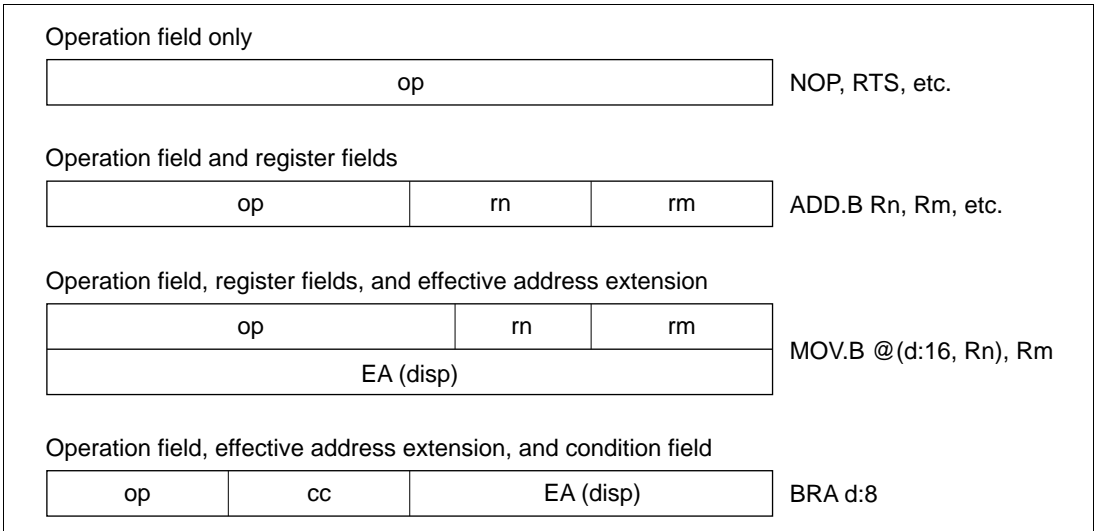 Operation field only
op NOP, RTS, etc.
Operation field and register fields
op rn rm ADD.B Rn, Rm, etc.
Operation field, register fields, and effective address extension
op rn rm
MOV.B @(d:16, Rn), Rm
EA (disp)
Operation field, effective address extension, and condition field
op cc EA (disp) BRA d:8